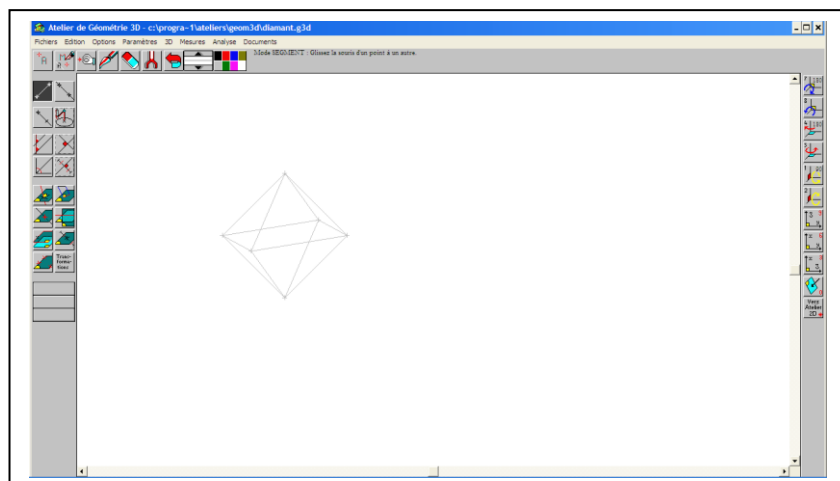 Atelier de Géométrie 3D - c:\progra~1\ateliers\geom3d\diamant.g3d
Fichiers Edition Options Paramètres 3D Mesures Analyse Documents
Mode SEGMENT : Glissez la souris d'un point à un autre.
Trans-
forma-
tions
Vers
Atelier
2D